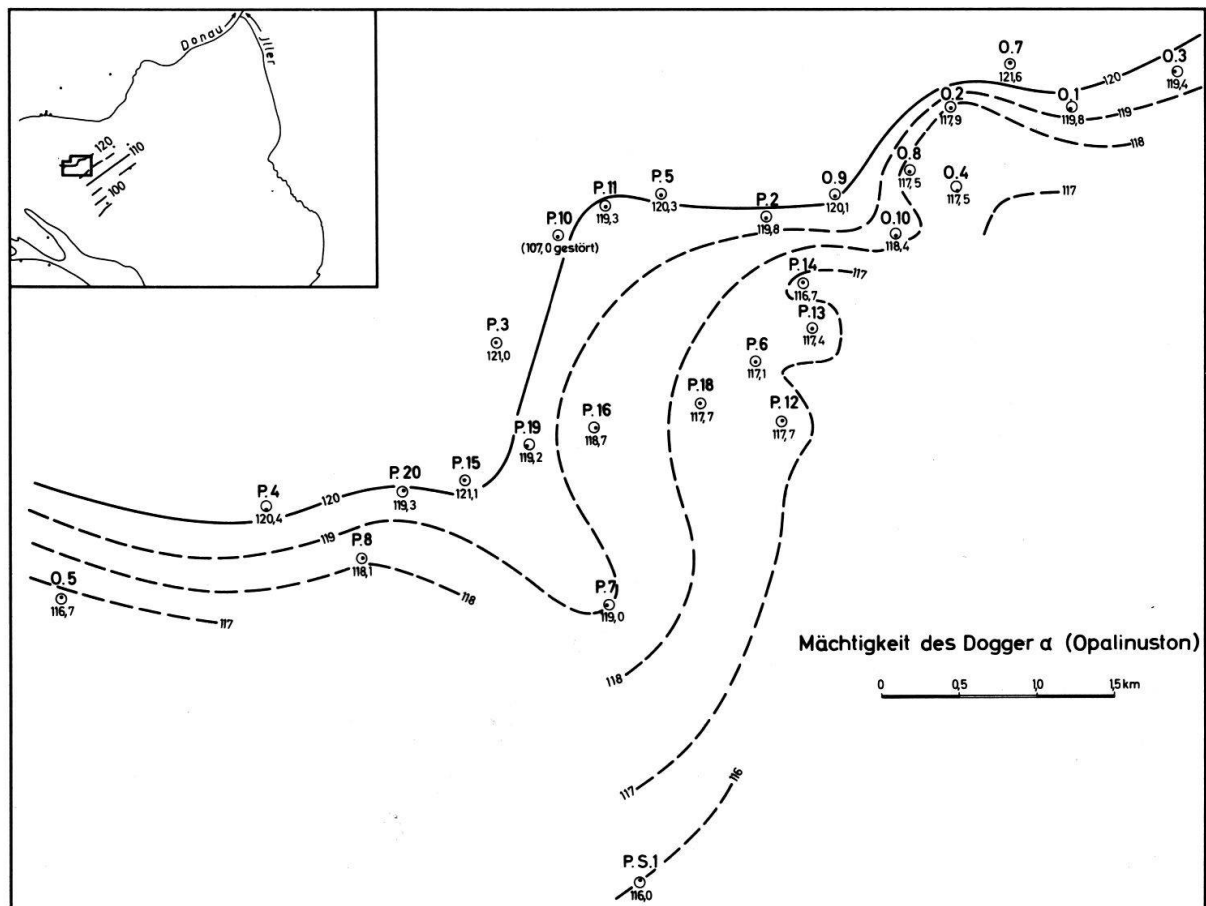 Donau
Jller
120
110
100
O.7
121,6
O.3
119,4
120
O.2
117,9
O.1
119,8
119
118
O.8
117,5
O.4
117,5
117
P.5
120,3
O.9
120,1
P.11
119,3
P.2
119,8
P.10
(107,0 gestört)
O.10
118,4
P.14
116,7
117
P.13
117,4
P.3
121,0
P.6
117,1
P.18
117,7
P.12
117,7
P.16
118,7
P.19
119,2
P.15
121,1
P.20
119,3
P.4
120,4
120
119
P.8
118,1
118
O.5
116,7
117
P.7
119,0
Mächtigkeit des Dogger α (Opalinuston)
0 0,5 1,0 1,5 km
118
117
116
P.S.1
116,0